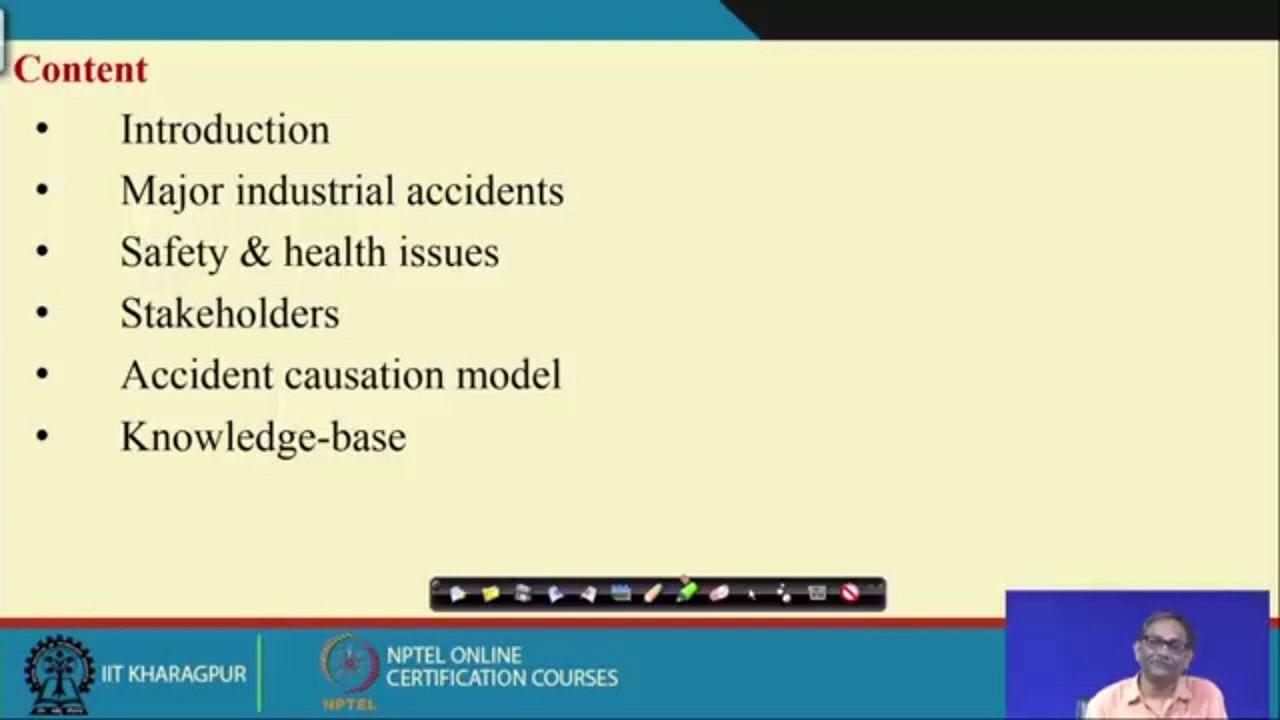 Content
• Introduction
• Major industrial accidents
• Safety & health issues
• Stakeholders
• Accident causation model
• Knowledge-base
IIT KHARAGPUR
NPTEL
NPTEL ONLINE
CERTIFICATION COURSES